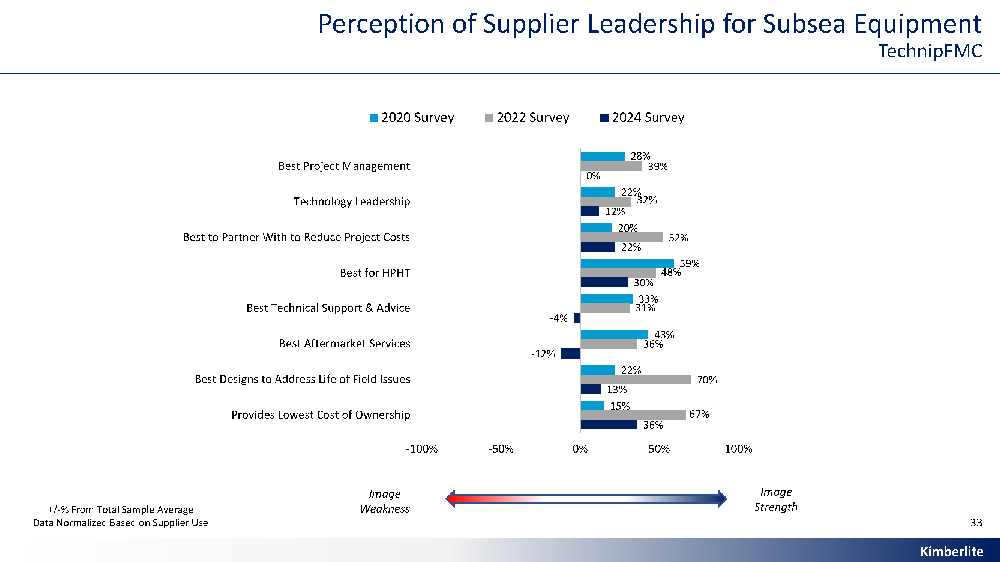 Perception of Supplier Leadership for Subsea Equipment
TechnipFMC
2020 Survey
2022 Survey
2024 Survey
Best Project Management
28%
39%
0%
Technology Leadership
22%
32%
12%
Best to Partner With to Reduce Project Costs
20%
52%
22%
Best for HPHT
59%
48%
30%
Best Technical Support & Advice
33%
31%
-4%
Best Aftermarket Services
43%
36%
-12%
Best Designs to Address Life of Field Issues
22%
70%
13%
Provides Lowest Cost of Ownership
15%
67%
36%
-100%
-50%
0%
50%
100%
Image
Weakness
Image
Strength
+/-% From Total Sample Average
Data Normalized Based on Supplier Use
33
Kimberlite